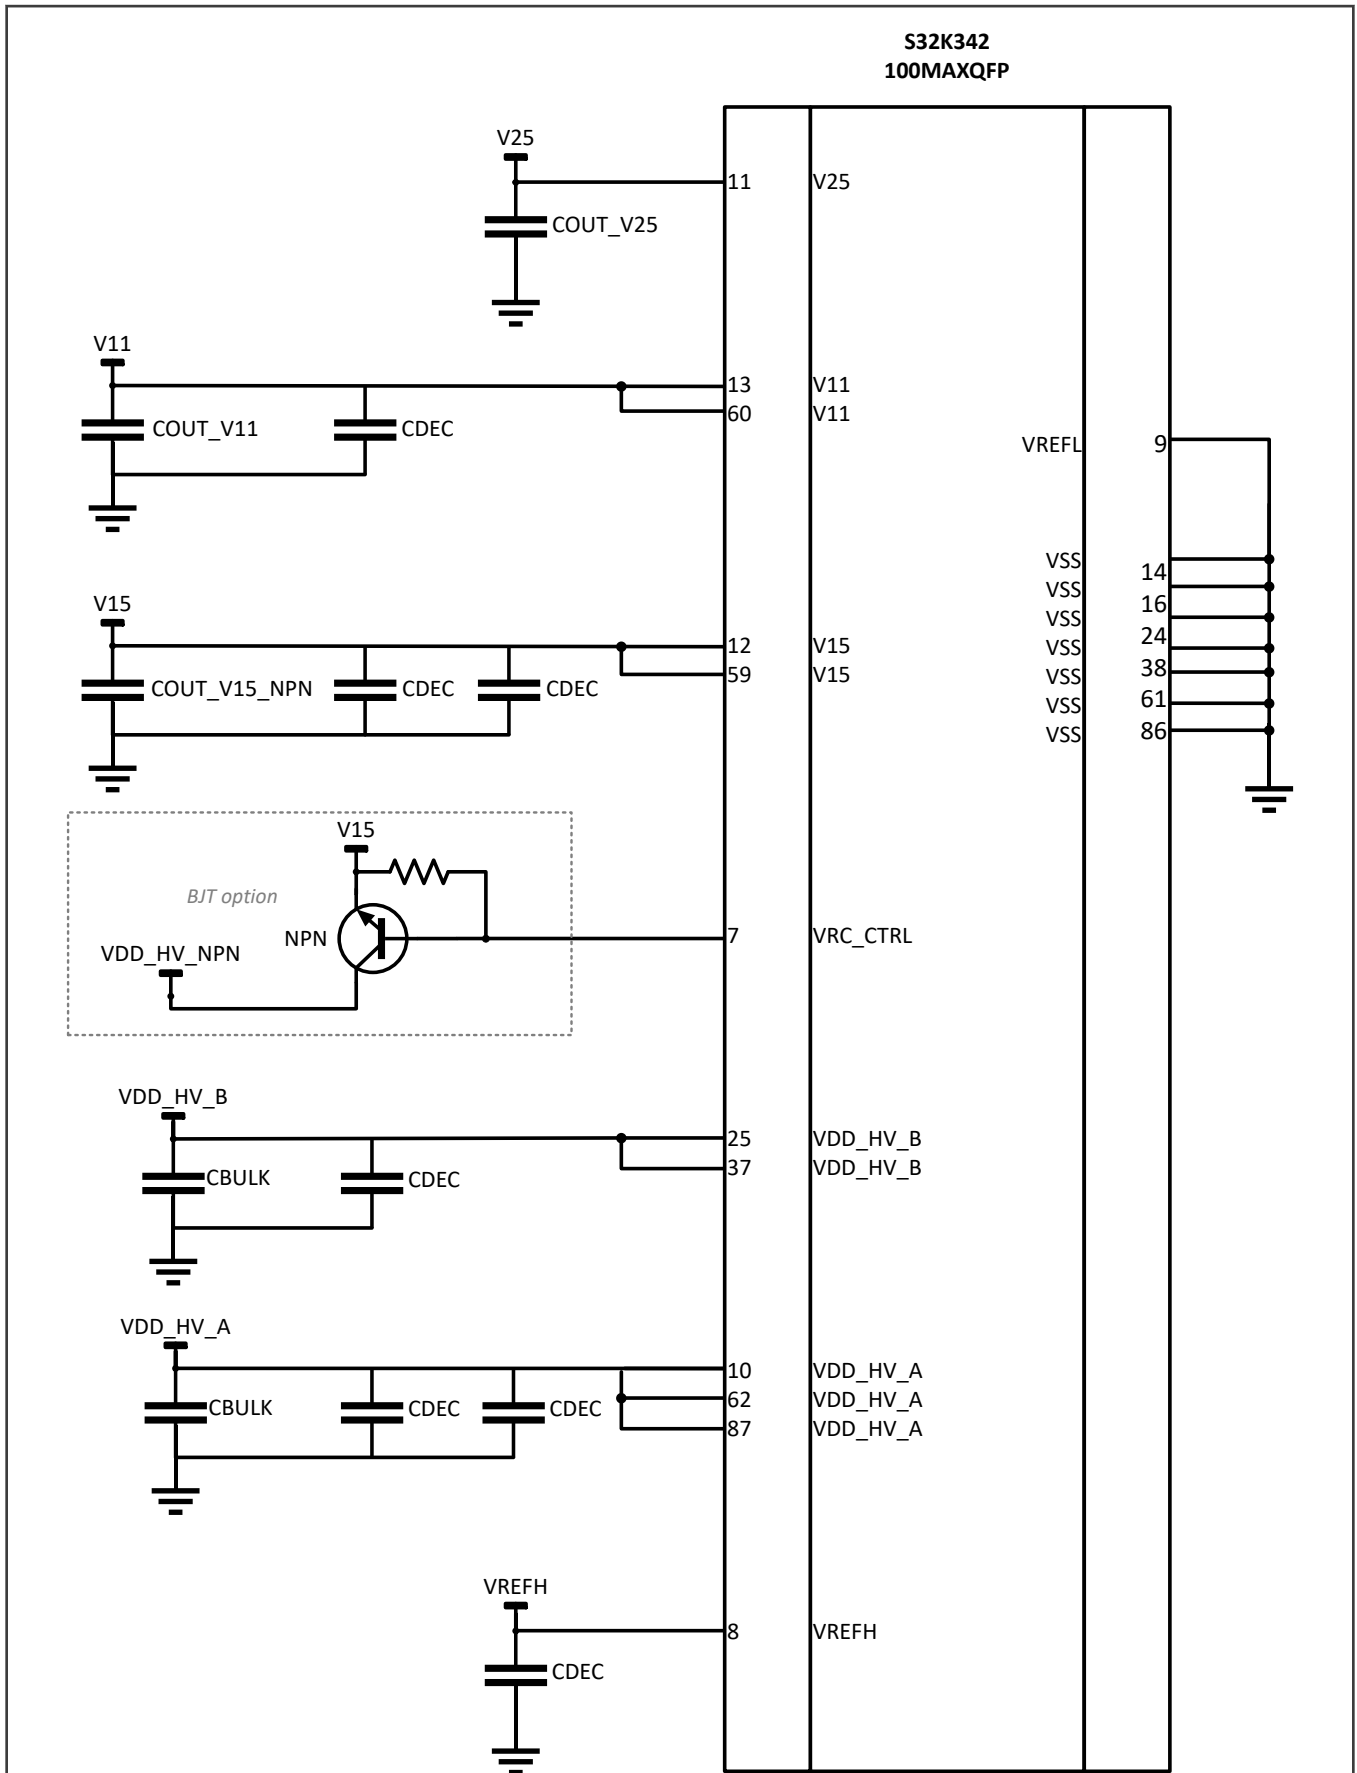 S32K342
100MAXQFP
V25
11 V25
COUT_V25
V11
13 V11
60 V11
COUT_V11 CDEC
VREFL 9
VSS
14
VSS
16
VSS
24
VSS
38
VSS
61
VSS
86
VSS
V15
12 V15
59 V15
COUT_V15_NPN CDEC CDEC
V15
BJT option
NPN
7 VRC_CTRL
VDD_HV_NPN
VDD_HV_B
25 VDD_HV_B
37 VDD_HV_B
CBULK CDEC
VDD_HV_A
10 VDD_HV_A
62 VDD_HV_A
87 VDD_HV_A
CBULK CDEC CDEC
VREFH
8 VREFH
CDEC